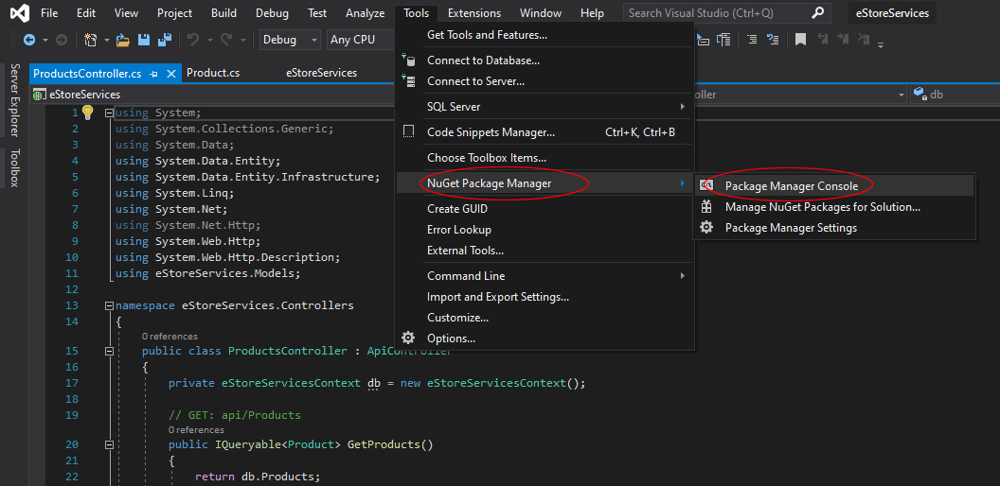 File Edit View Project Build Debug Test Analyze Tools Extensions Window Help Search Visual Studio (Ctrl+Q) eStoreServices
Debug Any CPU
Server Explorer
Toolbox
ProductsController.cs Product.cs eStoreServices
eStoreServices db
Get Tools and Features...
Connect to Database...
Connect to Server...
SQL Server
Code Snippets Manager... Ctrl+K, Ctrl+B
Choose Toolbox Items...
NuGet Package Manager
Create GUID
Error Lookup
External Tools...
Command Line
Import and Export Settings...
Customize...
Options...
Package Manager Console
Manage NuGet Packages for Solution...
Package Manager Settings
1 using System;
2 using System.Collections.Generic;
3 using System.Data;
4 using System.Data.Entity;
5 using System.Data.Entity.Infrastructure;
6 using System.Linq;
7 using System.Net;
8 using System.Net.Http;
9 using System.Web.Http;
10 using System.Web.Http.Description;
11 using eStoreServices.Models;
12
13 namespace eStoreServices.Controllers
14 {
0 references
15 public class ProductsController : ApiController
16 {
17 private eStoreServicesContext db = new eStoreServicesContext();
18
19 // GET: api/Products
0 references
20 public IQueryable<Product> GetProducts()
21 {
22 return db.Products;